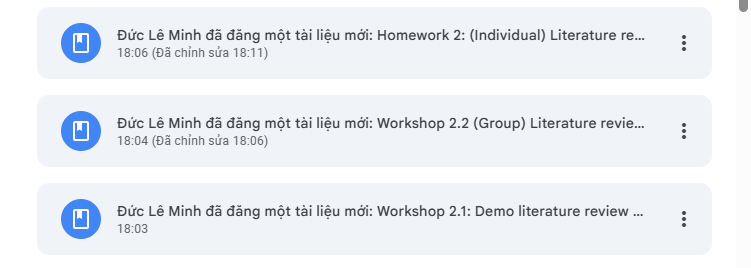 Đức Lê Minh đã đăng một tài liệu mới: Homework 2: (Individual) Literature re...
18:06 (Đã chỉnh sửa 18:11)
Đức Lê Minh đã đăng một tài liệu mới: Workshop 2.2 (Group) Literature revie...
18:04 (Đã chỉnh sửa 18:06)
Đức Lê Minh đã đăng một tài liệu mới: Workshop 2.1: Demo literature review ...
18:03